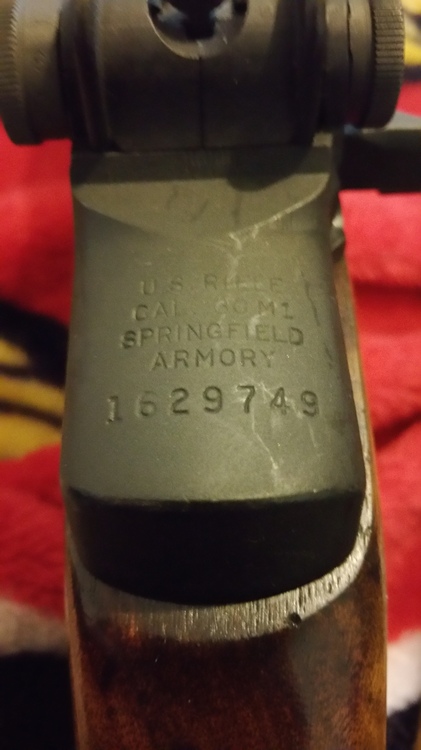 U.S. RIFLE
CAL. 30 M1
SPRINGFIELD
ARMORY
1629749